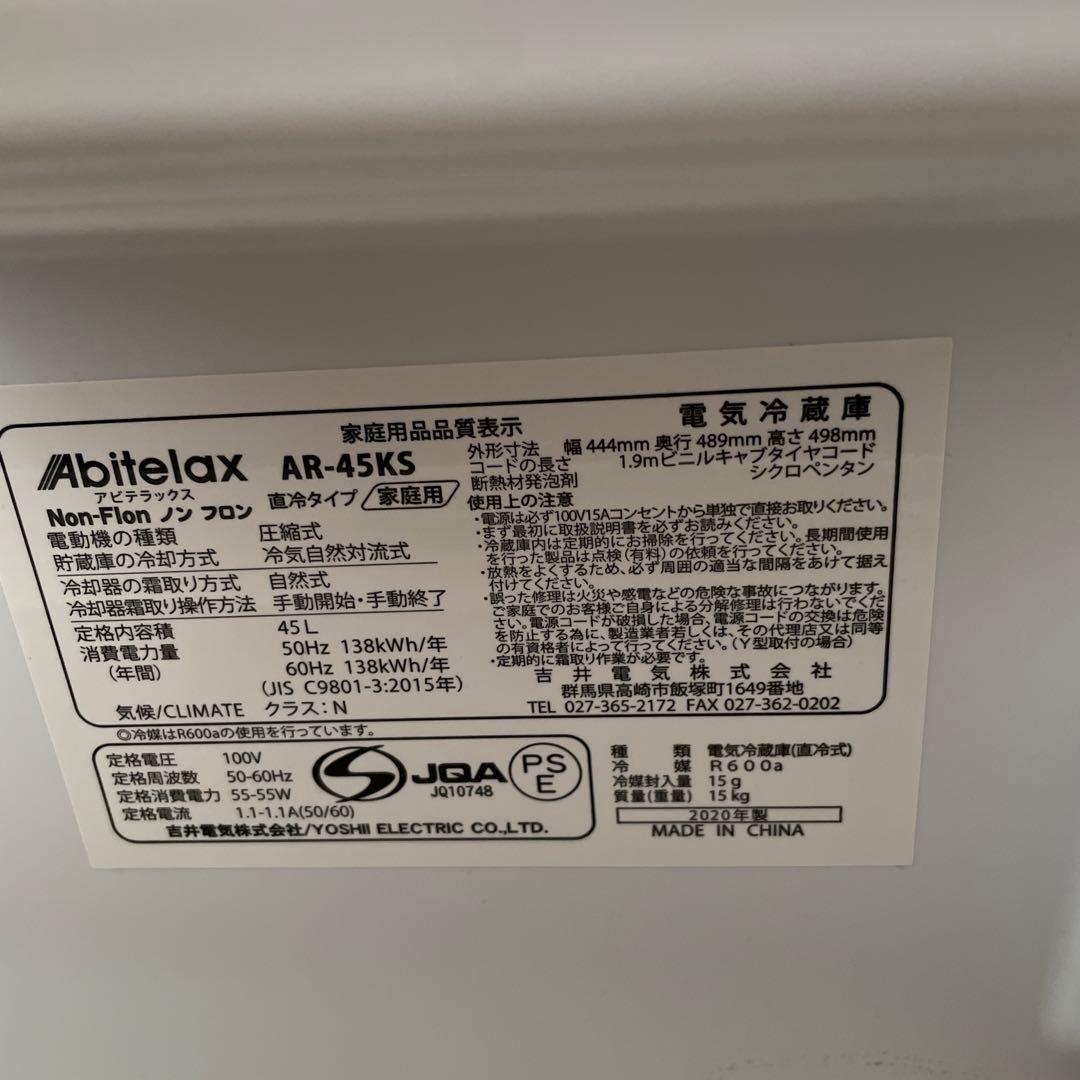 家庭用品品質表示
電気冷蔵庫
Abitelax AR-45KS
アビテラックス
Non-Flon ノン フロン 直冷タイプ 家庭用
電動機の種類 圧縮式
貯蔵庫の冷却方式 冷気自然対流式
冷却器の霜取り方式 自然式
冷却器霜取り操作方法 手動開始・手動終了
定格内容積 45L
消費電力量 50Hz 138kWh/年
(年間) 60Hz 138kWh/年
(JIS C9801-3:2015年)
気候/CLIMATE クラス:N
外形寸法 幅 444mm 奥行 489mm 高さ 498mm
コードの長さ 1.9mビニルキャブタイヤコード
断熱材発泡剤 シクロペンタン
使用上の注意
・電源は必ず100V15Aコンセントから単独で直接お取りください。
・まず最初に取扱説明書を必ずお読みください。
・冷蔵庫内は定期的にお掃除を行ってください。長期間使用
を行った製品は点検(有料)の依頼を行ってください。
・放熱をよくするため、必ず周囲の適当な間隔をあけて据え
付けてください。
・誤った修理は火災や感電などの危険な事故につながります。
ご家庭でのお客様ご自身による分解修理は行わないでくだ
さい。電源コードが破損した場合、電源コードの交換は危険
を防止する為に、製造業者若しくは、その代理店又は同等
の有資格者によって行ってください。(Y型取付の場合)
・定期的に霜取り作業が必要です。
吉井電気株式会社
群馬県高崎市飯塚町1649番地
TEL 027-365-2172 FAX 027-362-0202
◎冷媒はR600aの使用を行っています。
定格電圧 100V
定格周波数 50-60Hz
定格消費電力 55-55W
定格電流 1.1-1.1A(50/60)
JQA
JQ10748
PS
E
吉井電気株式会社/YOSHII ELECTRIC CO.,LTD.
種類 電気冷蔵庫(直冷式)
冷媒 R600a
冷媒封入量 15g
質量(重量) 15kg
2020年製
MADE IN CHINA